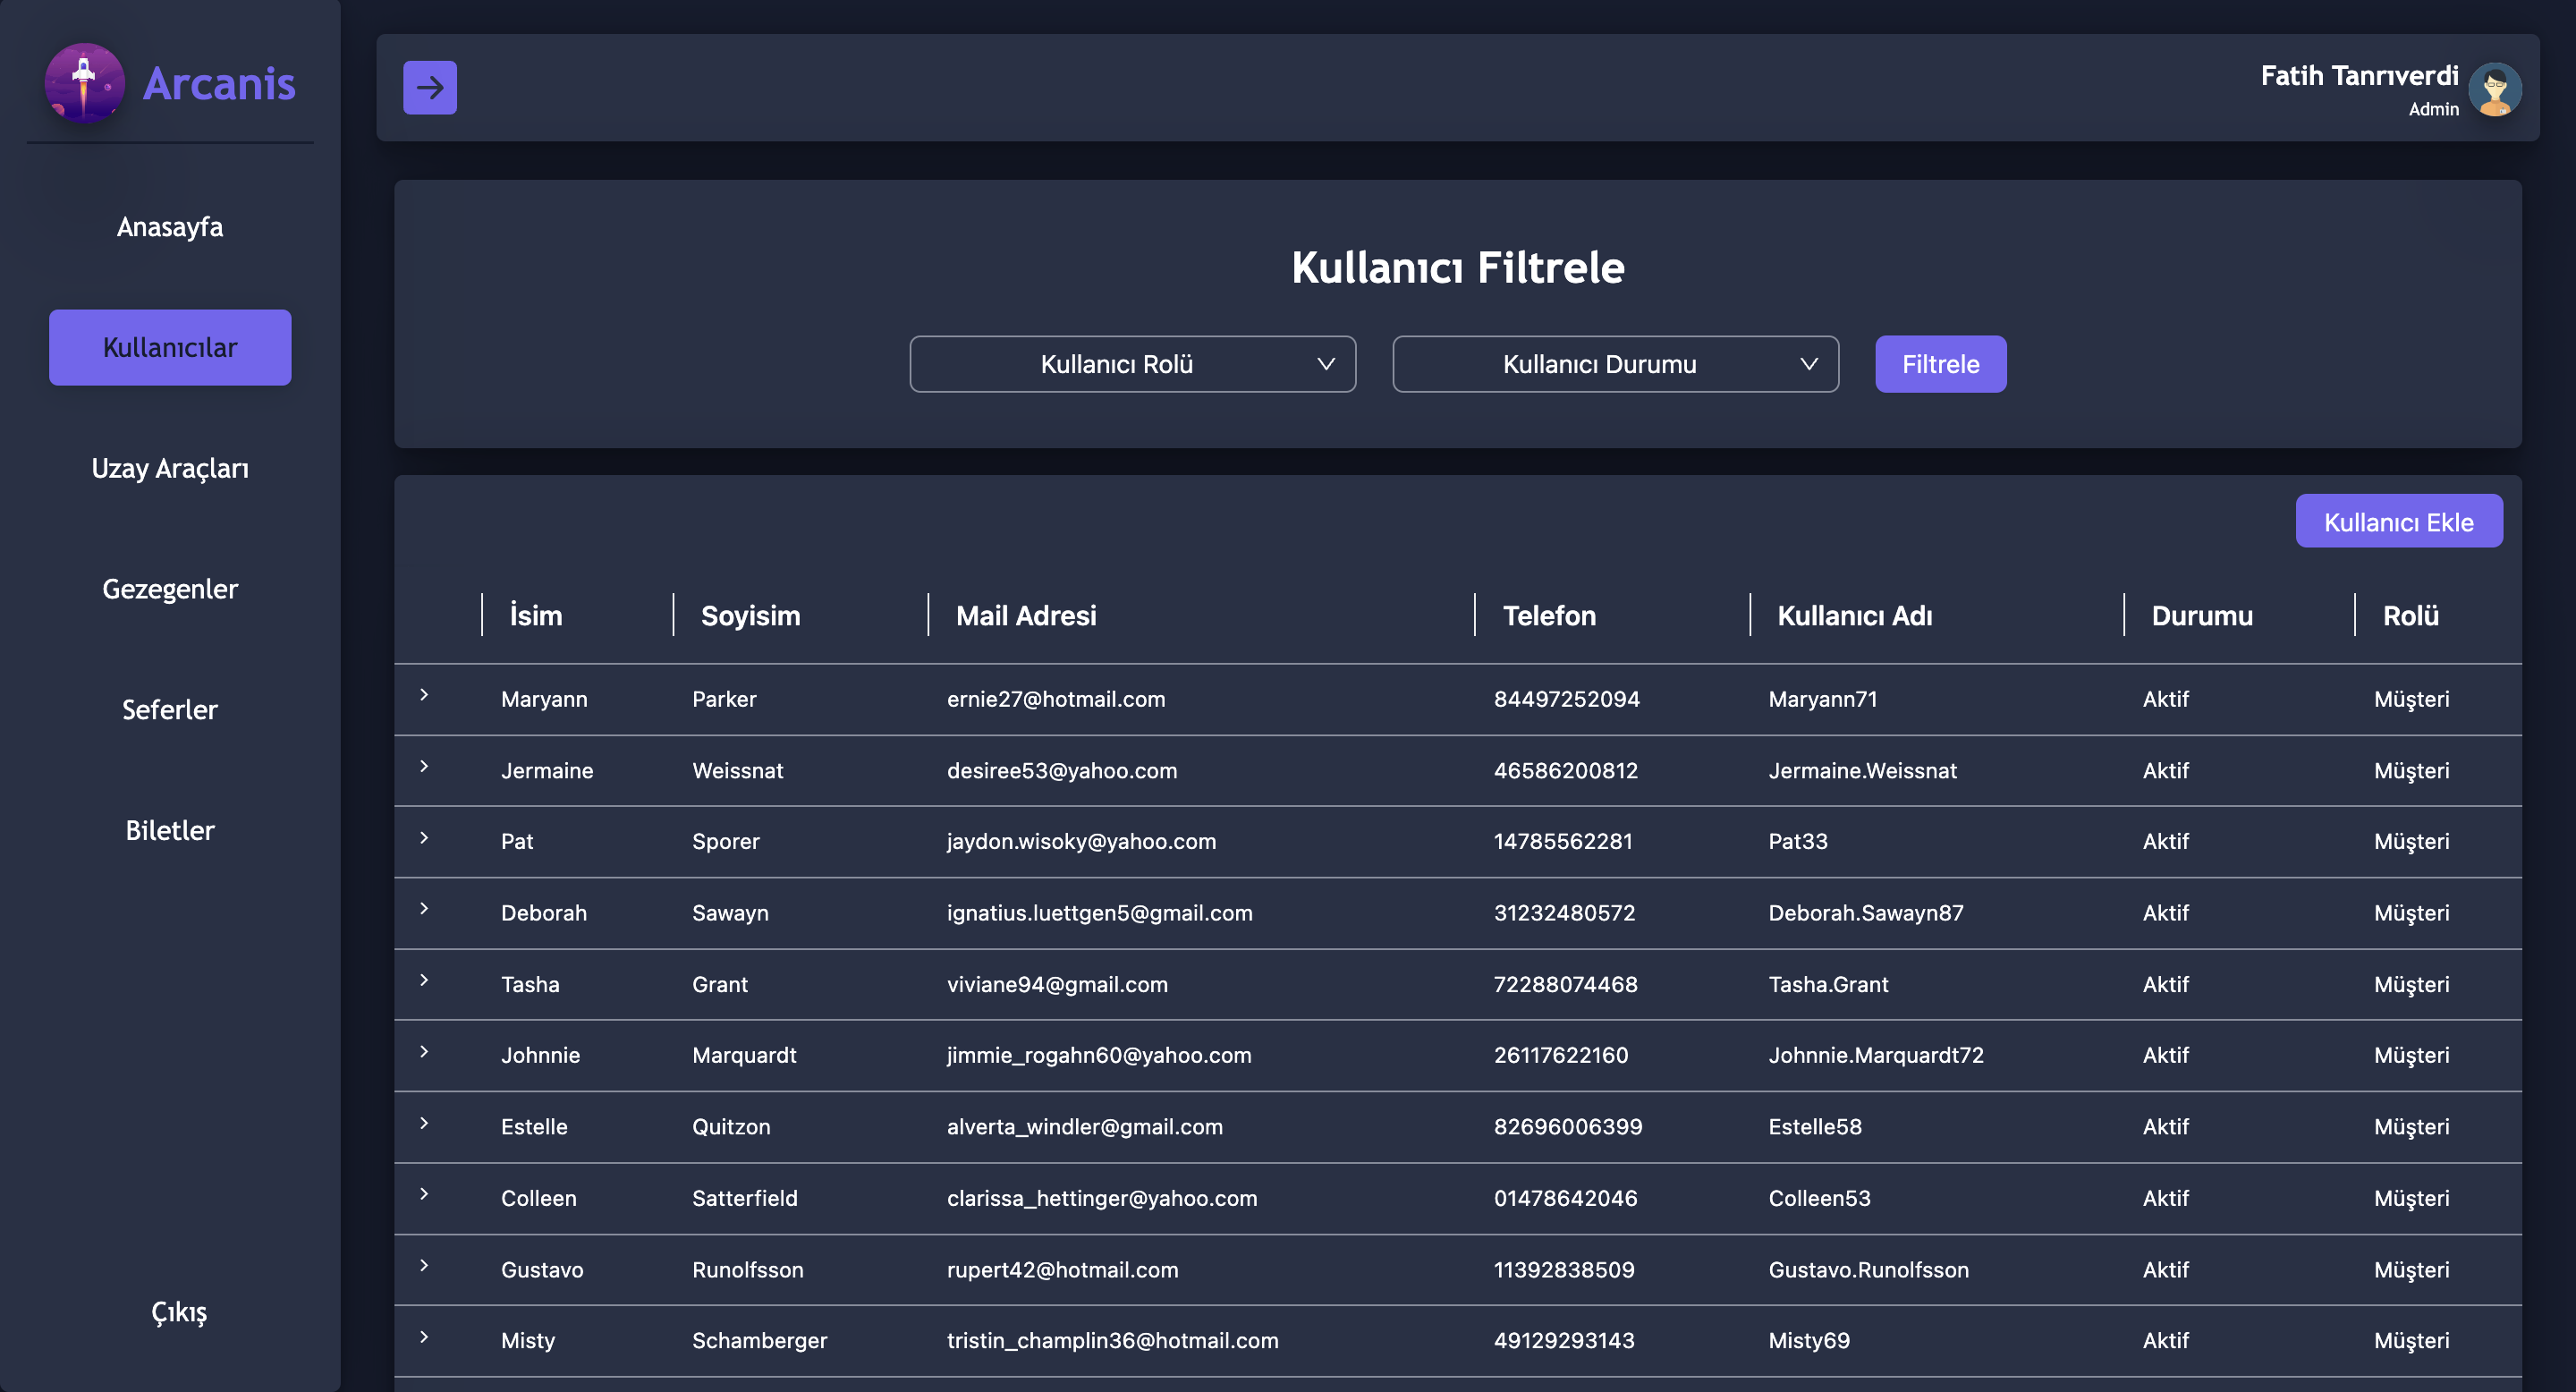 Arcanis
Anasayfa
Kullanıcılar
Uzay Araçları
Gezegenler
Seferler
Biletler
Çıkış
Fatih Tanrıverdi
Admin
Kullanıcı Filtrele
Kullanıcı Rolü Kullanıcı Durumu Filtrele
Kullanıcı Ekle
İsim Soyisim Mail Adresi Telefon Kullanıcı Adı Durumu Rolü
Maryann Parker ernie27@hotmail.com 84497252094 Maryann71 Aktif Müşteri
Jermaine Weissnat desiree53@yahoo.com 46586200812 Jermaine.Weissnat Aktif Müşteri
Pat Sporer jaydon.wisoky@yahoo.com 14785562281 Pat33 Aktif Müşteri
Deborah Sawayn ignatius.luettgen5@gmail.com 31232480572 Deborah.Sawayn87 Aktif Müşteri
Tasha Grant viviane94@gmail.com 72288074468 Tasha.Grant Aktif Müşteri
Johnnie Marquardt jimmie_rogahn60@yahoo.com 26117622160 Johnnie.Marquardt72 Aktif Müşteri
Estelle Quitzon alverta_windler@gmail.com 82696006399 Estelle58 Aktif Müşteri
Colleen Satterfield clarissa_hettinger@yahoo.com 01478642046 Colleen53 Aktif Müşteri
Gustavo Runolfsson rupert42@hotmail.com 11392838509 Gustavo.Runolfsson Aktif Müşteri
Misty Schamberger tristin_champlin36@hotmail.com 49129293143 Misty69 Aktif Müşteri